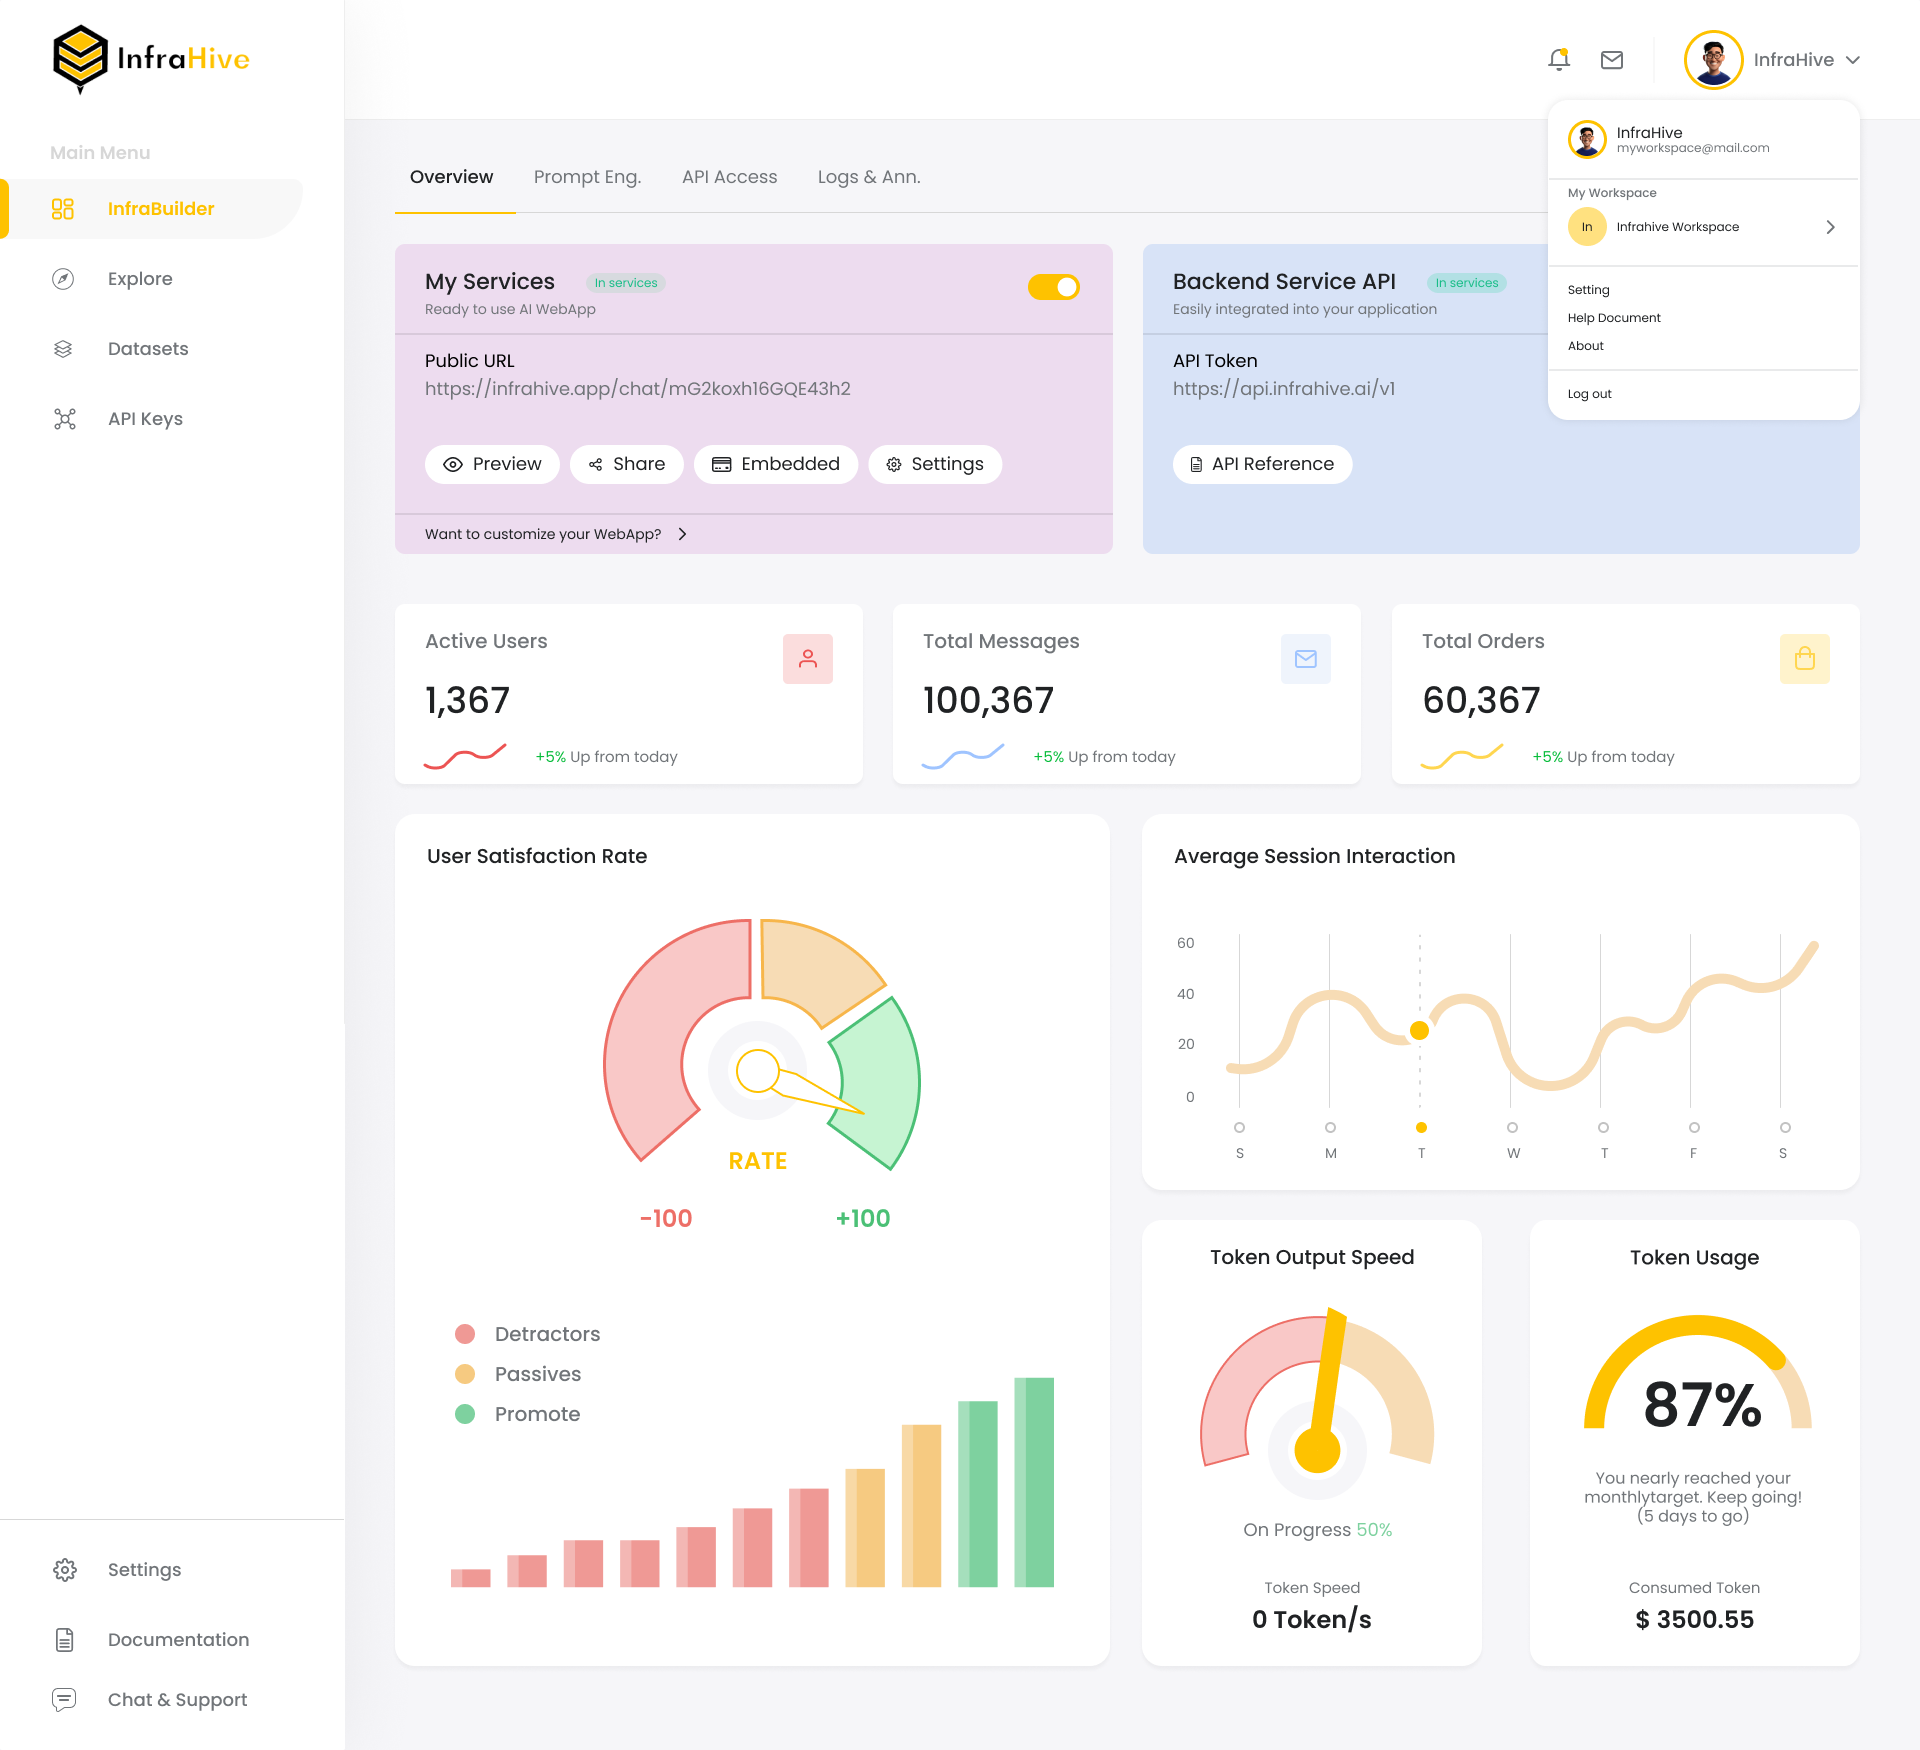 InfraHive
Main Menu
InfraBuilder
Explore
Datasets
API Keys
Settings
Documentation
Chat & Support
InfraHive
InfraHive
myworkspace@mail.com
My Workspace
In
Infrahive Workspace
Setting
Help Document
About
Log out
Overview
Prompt Eng.
API Access
Logs & Ann.
My Services
In services
Ready to use AI WebApp
Public URL
https://infrahive.app/chat/mG2koxh16GQE43h2
Preview
Share
Embedded
Settings
Want to customize your WebApp?
Backend Service API
In services
Easily integrated into your application
API Token
https://api.infrahive.ai/v1
API Reference
Active Users
1,367
+5% Up from today
Total Messages
100,367
+5% Up from today
Total Orders
60,367
+5% Up from today
User Satisfaction Rate
RATE
-100
+100
Detractors
Passives
Promote
Average Session Interaction
60
40
20
0
S
M
T
W
T
F
S
Token Output Speed
On Progress 50%
Token Speed
0 Token/s
Token Usage
87%
You nearly reached your
monthlytarget. Keep going!
(5 days to go)
Consumed Token
$ 3500.55